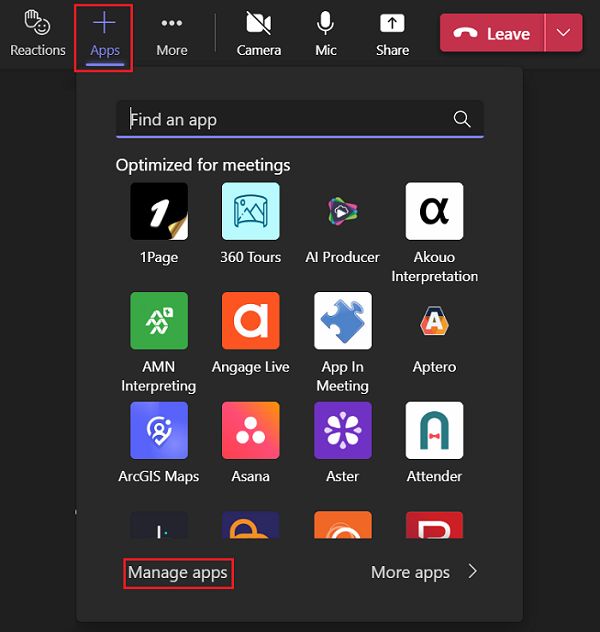 Reactions Apps More Camera Mic Share Leave
Find an app
Optimized for meetings
1Page 360 Tours AI Producer Akouo
Interpretation
AMN Angage Live App In Aptero
Interpreting Meeting
ArcGIS Maps Asana Aster Attender
Manage apps More apps